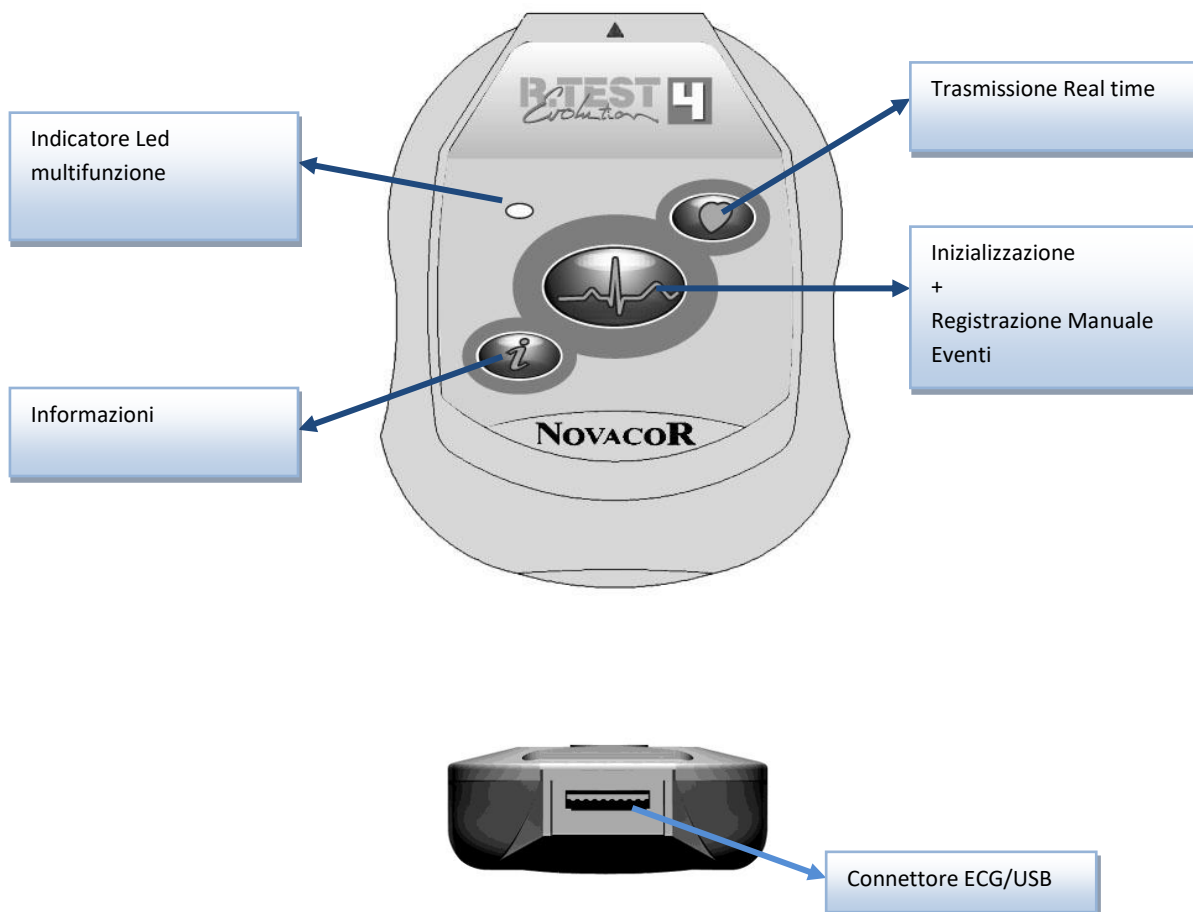 R.TEST 4
Evolution
Trasmissione Real time
Indicatore Led
multifunzione
Inizializzazione
+
Registrazione Manuale
Eventi
i
Informazioni
NOVACOR
Connettore ECG/USB